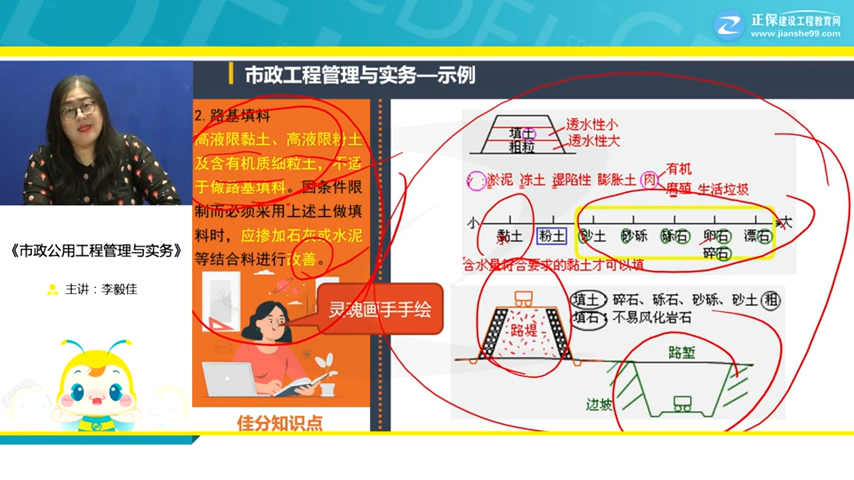 正保建设工程教育网
www.jianshe99.com
市政工程管理与实务—示例
2. 路基填料
高液限黏土、高液限粉土
及含有机质细粒土，不适
于做路基填料。因条件限
制而必须采用上述土做填
料时，应掺加石灰或水泥
等结合料进行改善。
灵魂画手手绘
佳分知识点
《市政公用工程管理与实务》
主讲：李毅佳
填土
粗粒
透水性小
透水性大
淤泥 冻土 湿陷性 膨胀土 肉
有机
腐殖 生活垃圾
小
大
黏土 粉土 砂土 砂砾 砾石 卵石 漂石
碎石
含水量符合要求的黏土才可以填
路堤
填土：碎石、砾石、砂砾、砂土 粗
填石：不易风化岩石
路堑
边坡